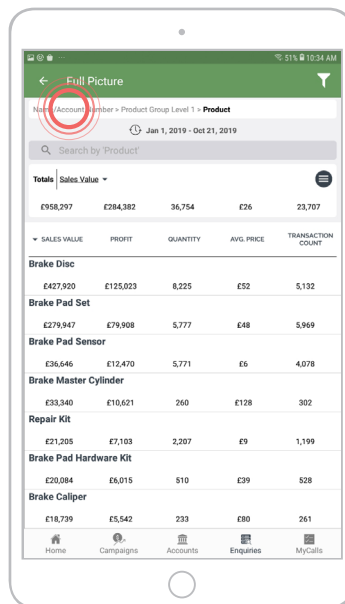 51% 10:34 AM
Full Picture
Name/Account Number > Product Group Level 1 > Product
Jan 1, 2019 - Oct 21, 2019
Search by 'Product'
Totals Sales Value
£958,297 £284,382 36,754 £26 23,707
SALES VALUE PROFIT QUANTITY AVG. PRICE TRANSACTION COUNT
Brake Disc
£427,920 £125,023 8,225 £52 5,132
Brake Pad Set
£279,947 £79,908 5,777 £48 5,969
Brake Pad Sensor
£36,646 £12,470 5,771 £6 4,078
Brake Master Cylinder
£33,340 £10,621 260 £128 302
Repair Kit
£21,205 £7,103 2,207 £9 1,199
Brake Pad Hardware Kit
£20,084 £6,015 510 £39 528
Brake Caliper
£18,739 £5,542 233 £80 261
Home Campaigns Accounts Enquiries MyCalls